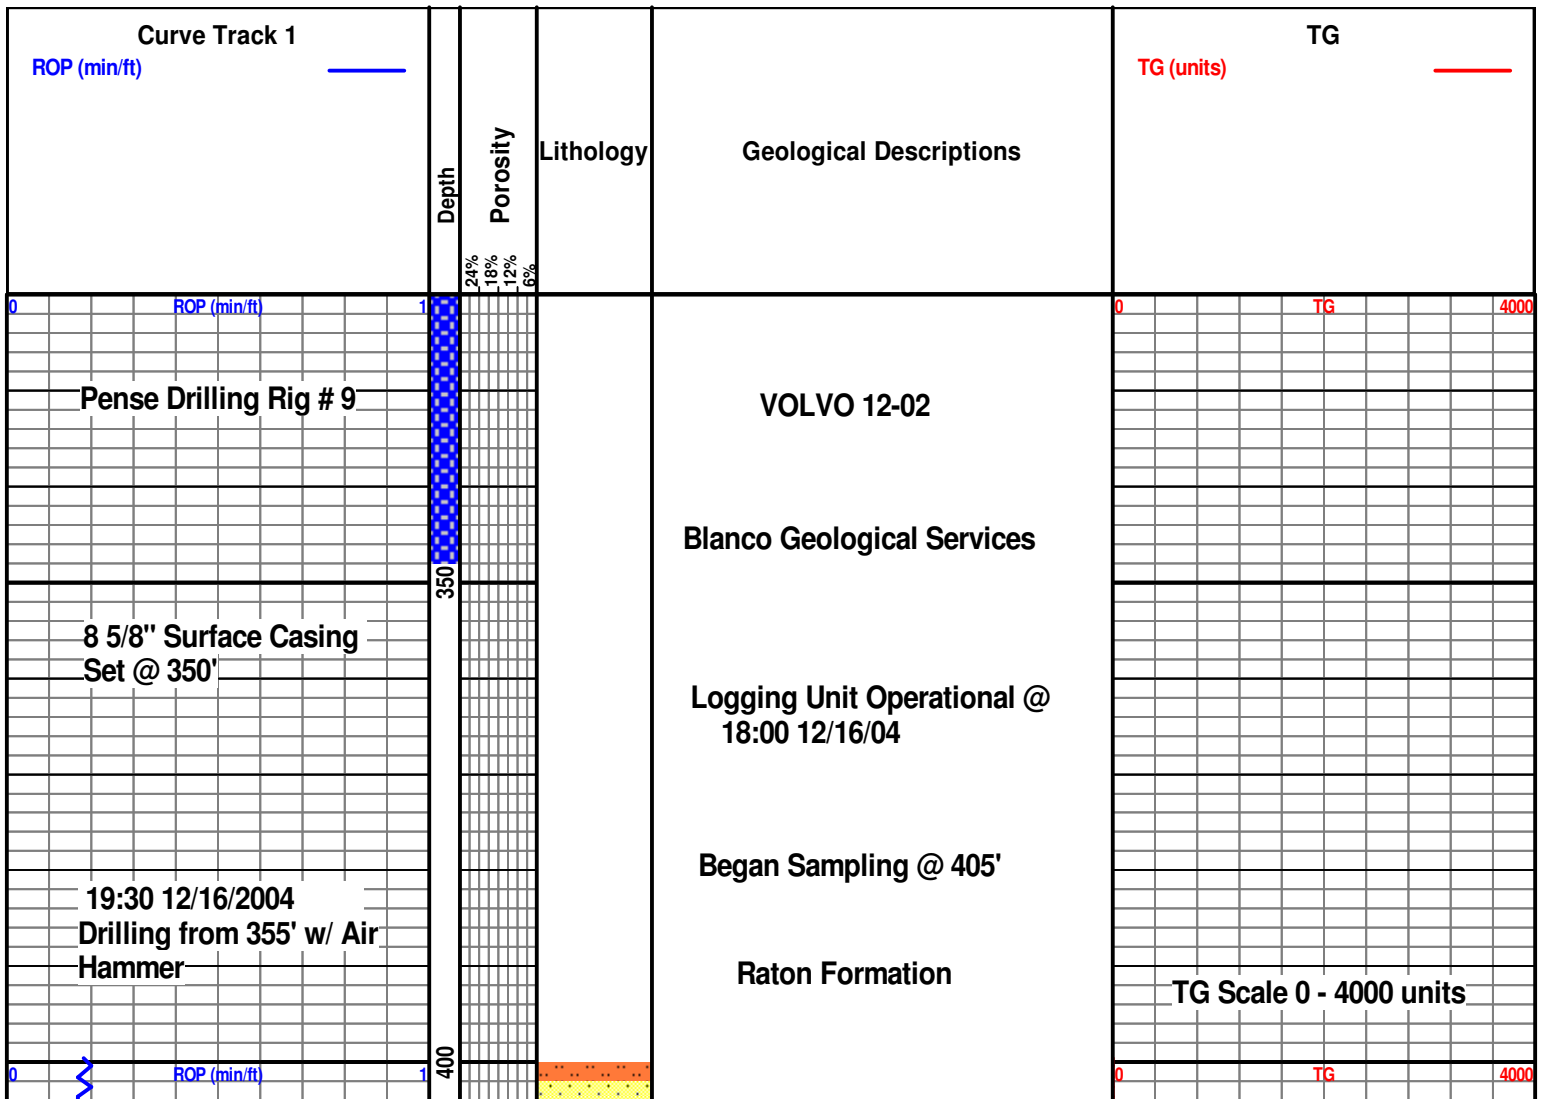 Curve Track 1
ROP (min/ft)
Depth
Porosity
24%
18%
12%
6%
Lithology
Geological Descriptions
TG
TG (units)
0 ROP (min/ft) 1
0 TG 4000
Pense Drilling Rig # 9
VOLVO 12-02
Blanco Geological Services
350
8 5/8" Surface Casing
Set @ 350'
Logging Unit Operational @
18:00 12/16/04
Began Sampling @ 405'
19:30 12/16/2004
Drilling from 355' w/ Air
Hammer
Raton Formation
TG Scale 0 - 4000 units
400
0 ROP (min/ft) 1
0 TG 4000